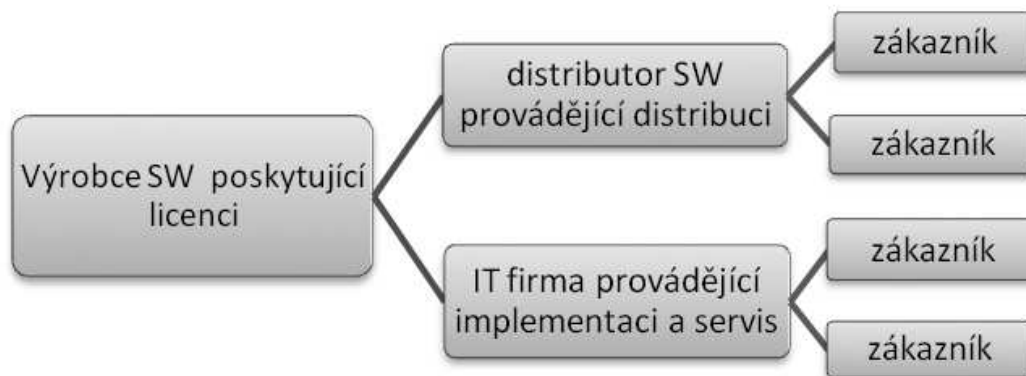 Výrobce SW poskytující
licenci
distributor SW
provádějící distribuci
zákazník
zákazník
IT firma provádějící
implementaci a servis
zákazník
zákazník